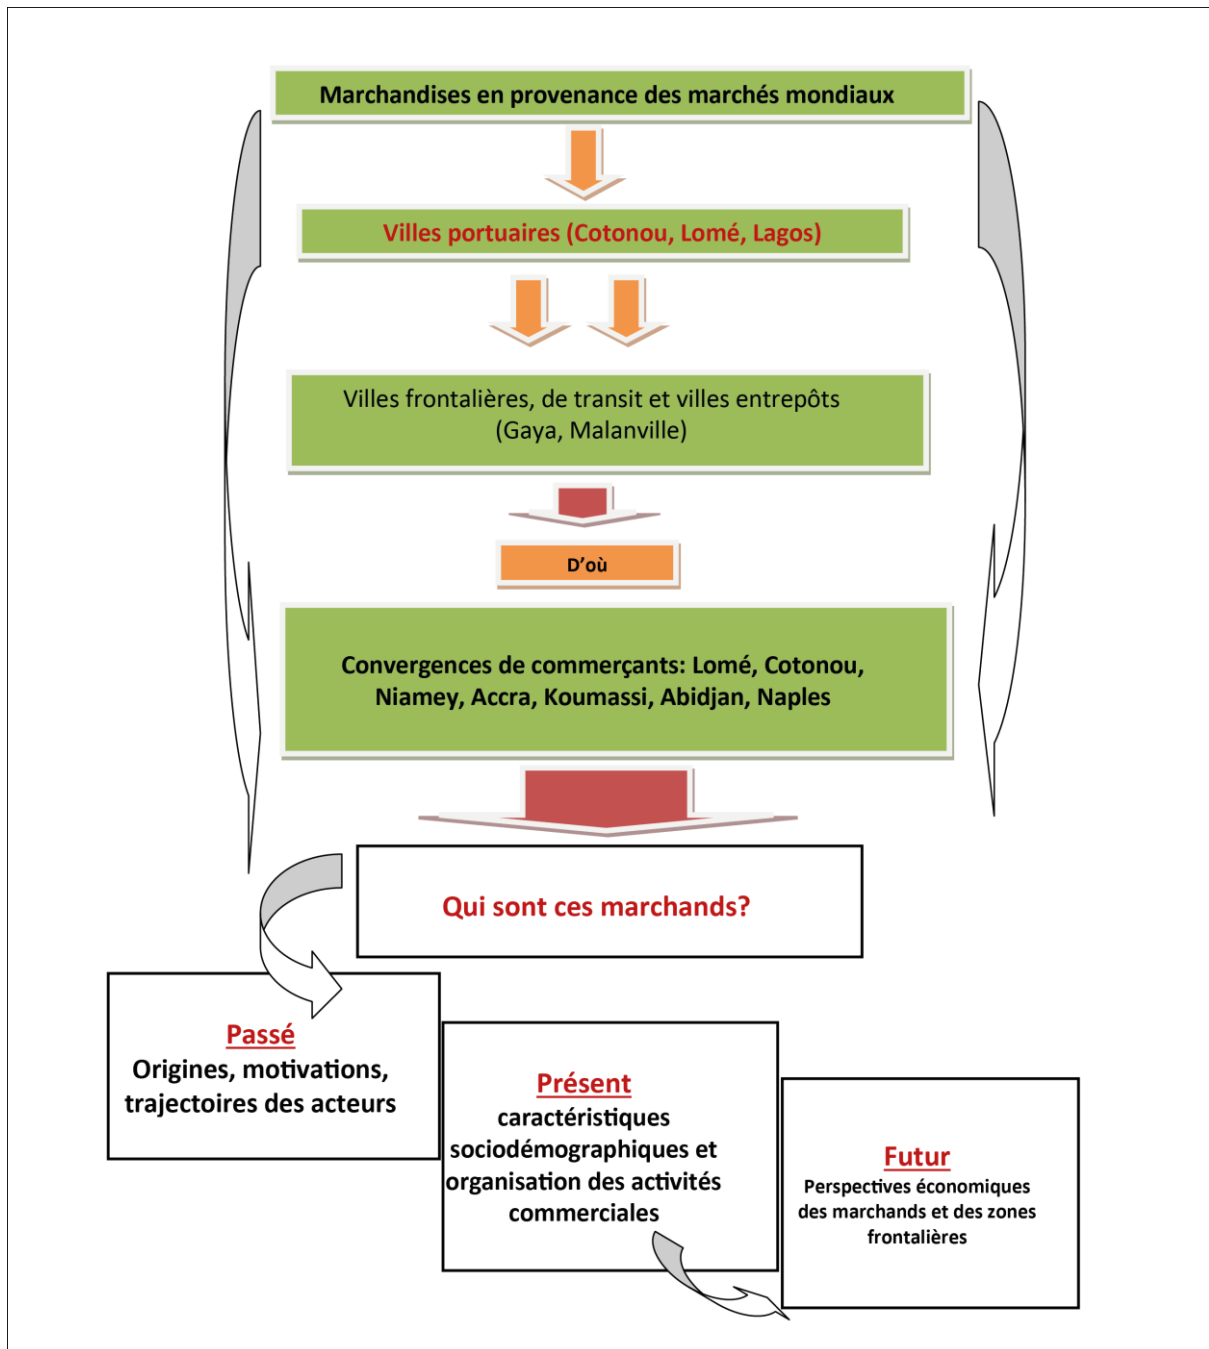 Marchandises en provenance des marchés mondiaux
Villes portuaires (Cotonou, Lomé, Lagos)
Villes frontalières, de transit et villes entrepôts
(Gaya, Malanville)
D’où
Convergences de commerçants: Lomé, Cotonou,
Niamey, Accra, Koumassi, Abidjan, Naples
Qui sont ces marchands?
Passé
Origines, motivations,
trajectoires des acteurs
Présent
caractéristiques
sociodémographiques et
organisation des activités
commerciales
Futur
Perspectives économiques
des marchands et des zones
frontalières